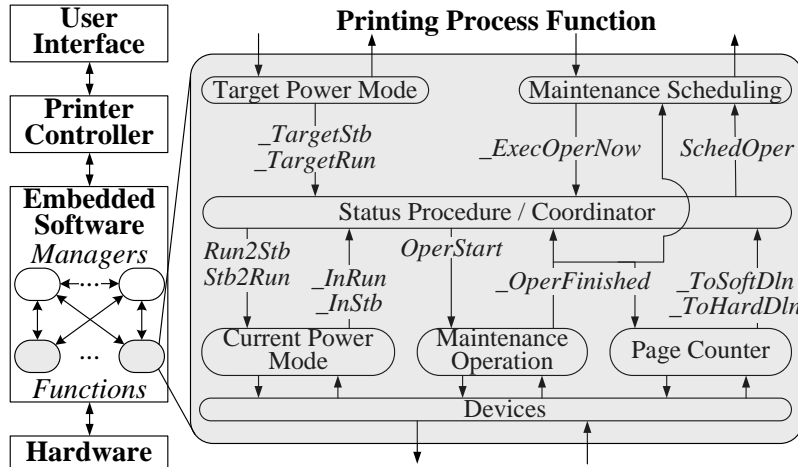 User
Interface
Printer
Controller
Embedded
Software
Managers
...
...
Functions
Hardware
Printing Process Function
Target Power Mode
Maintenance Scheduling
_TargetStb
_TargetRun
_ExecOperNow
SchedOper
Status Procedure / Coordinator
Run2Stb
Stb2Run
_InRun
_InStb
OperStart
_OperFinished
_ToSoftDln
_ToHardDln
Current Power
Mode
Maintenance
Operation
Page Counter
Devices